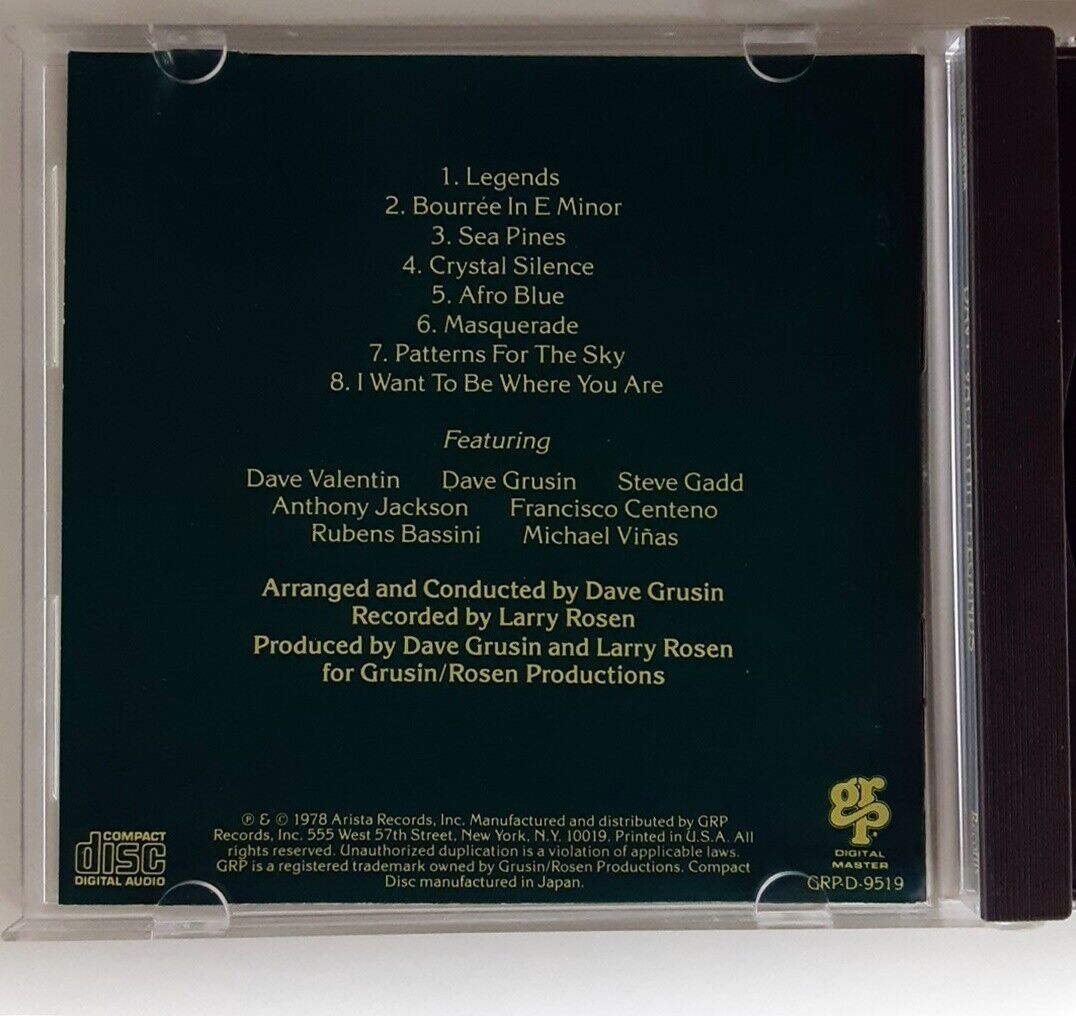 1. Legends
2. Bourrée In E Minor
3. Sea Pines
4. Crystal Silence
5. Afro Blue
6. Masquerade
7. Patterns For The Sky
8. I Want To Be Where You Are
Featuring
Dave Valentin Dave Grusin Steve Gadd
Anthony Jackson Francisco Centeno
Rubens Bassini Michael Viñas
Arranged and Conducted by Dave Grusin
Recorded by Larry Rosen
Produced by Dave Grusin and Larry Rosen
for Grusin/Rosen Productions
℗ & © 1978 Arista Records, Inc. Manufactured and distributed by GRP
Records, Inc. 555 West 57th Street, New York, N.Y. 10019. Printed in U.S.A. All
rights reserved. Unauthorized duplication is a violation of applicable laws.
GRP is a registered trademark owned by Grusin/Rosen Productions. Compact
Disc manufactured in Japan.
COMPACT
disc
DIGITAL AUDIO
grp
DIGITAL
MASTER
GRP-D-9519
DAVE VALENTIN LEGENDS